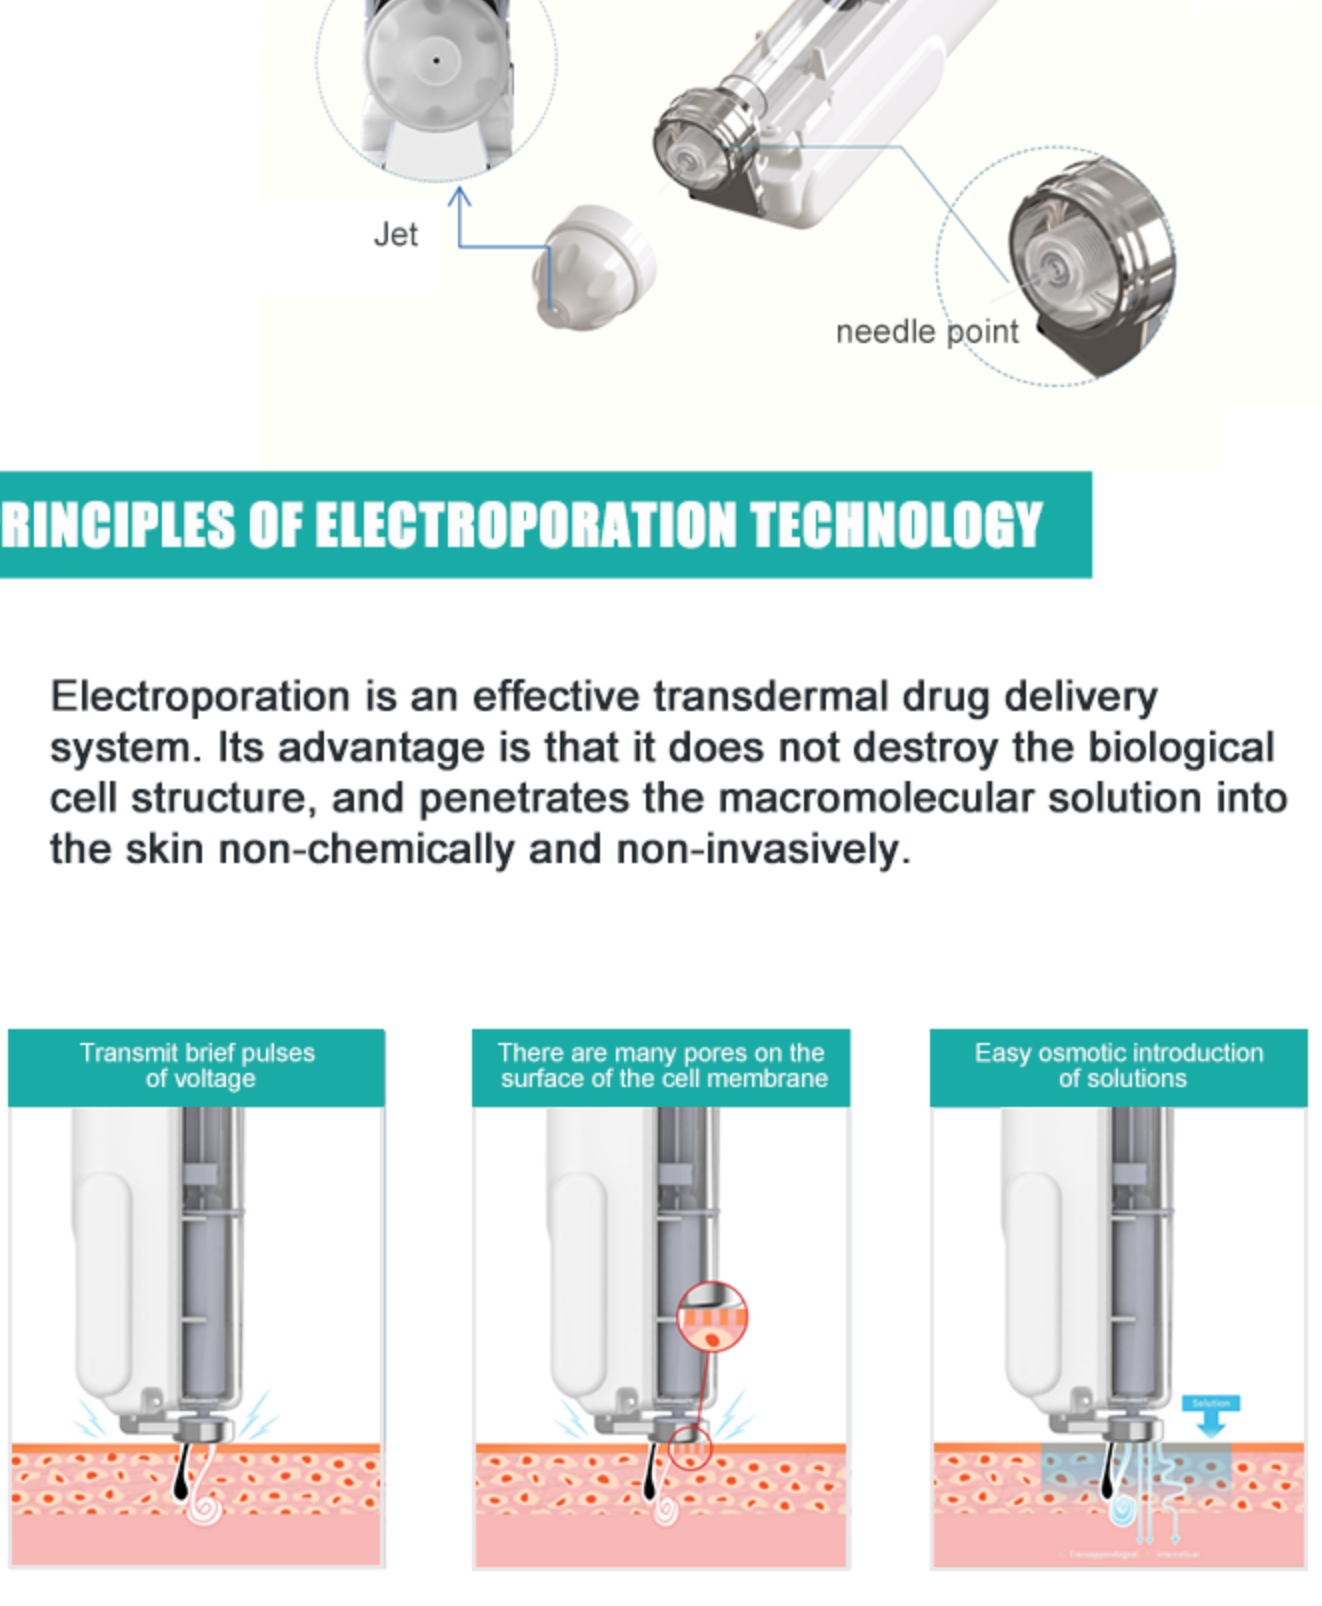 Jet
needle point
RINCIPLES OF ELECTROPORATION TECHNOLOGY
Electroporation is an effective transdermal drug delivery
system. Its advantage is that it does not destroy the biological
cell structure, and penetrates the macromolecular solution into
the skin non-chemically and non-invasively.
Transmit brief pulses
of voltage
There are many pores on the
surface of the cell membrane
Easy osmotic introduction
of solutions
Solution